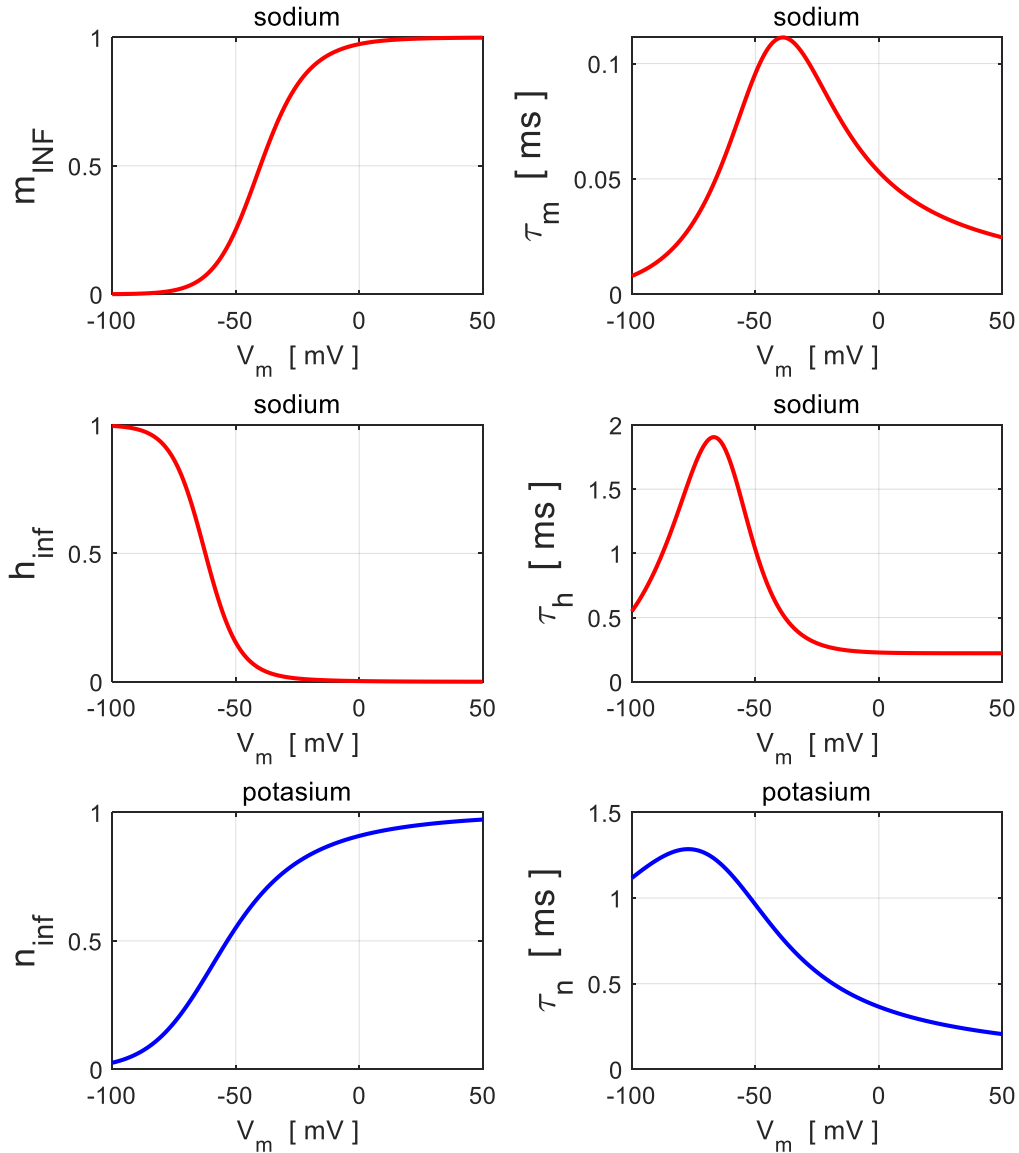 sodium
1
0.5
0
m_INF
-100 -50 0 50
V_m [ mV ]
sodium
0.1
0.05
0
τ_m [ ms ]
-100 -50 0 50
V_m [ mV ]
sodium
1
0.5
0
h_inf
-100 -50 0 50
V_m [ mV ]
sodium
2
1.5
1
0.5
0
τ_h [ ms ]
-100 -50 0 50
V_m [ mV ]
potasium
1
0.5
0
n_inf
-100 -50 0 50
V_m [ mV ]
potasium
1.5
1
0.5
0
τ_n [ ms ]
-100 -50 0 50
V_m [ mV ]